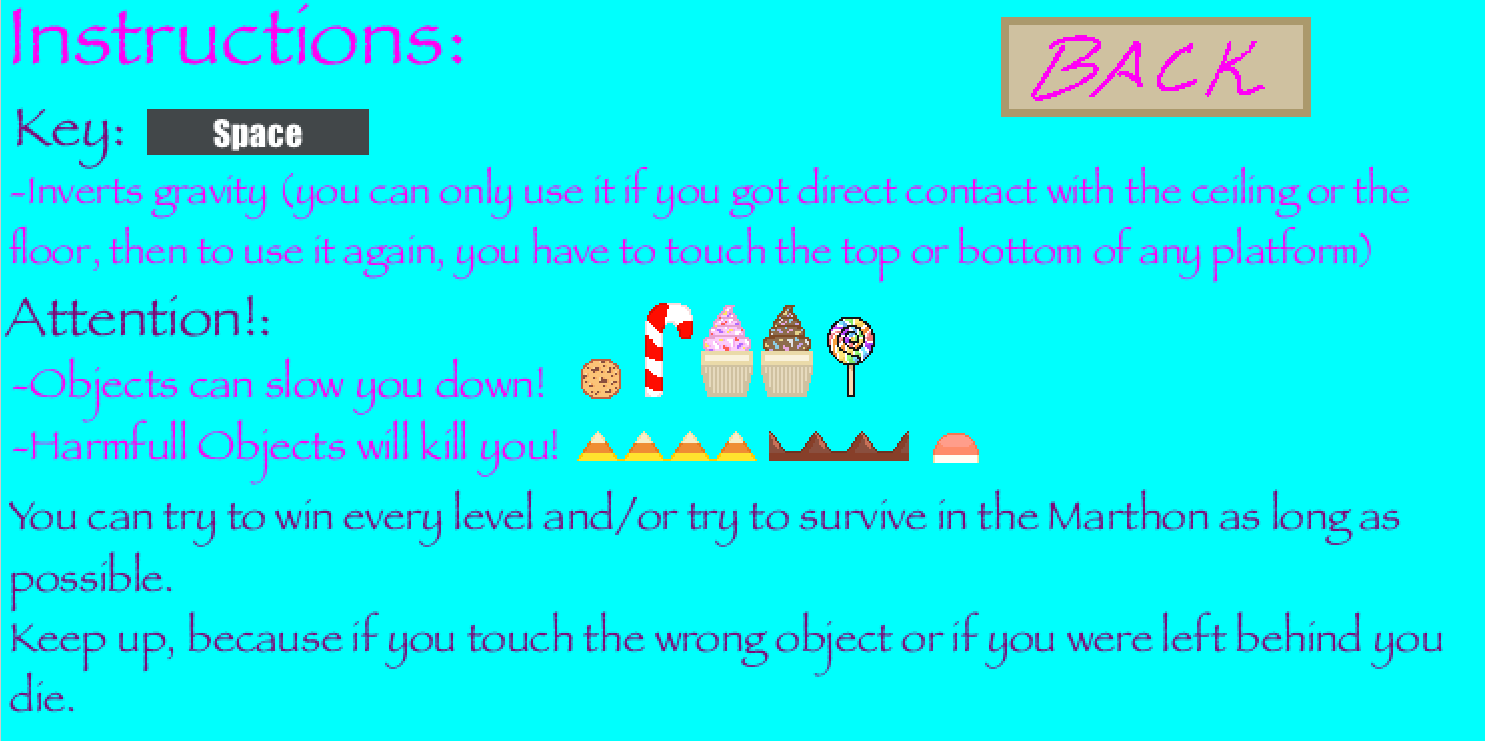 Instructions:
BACK
Key: Space
-Inverts gravity (you can only use it if you got direct contact with the ceiling or the
floor, then to use it again, you have to touch the top or bottom of any platform)
Attention!:
-Objects can slow you down!
-Harmfull Objects will kill you!
You can try to win every level and/or try to survive in the Marthon as long as
possible.
Keep up, because if you touch the wrong object or if you were left behind you
die.